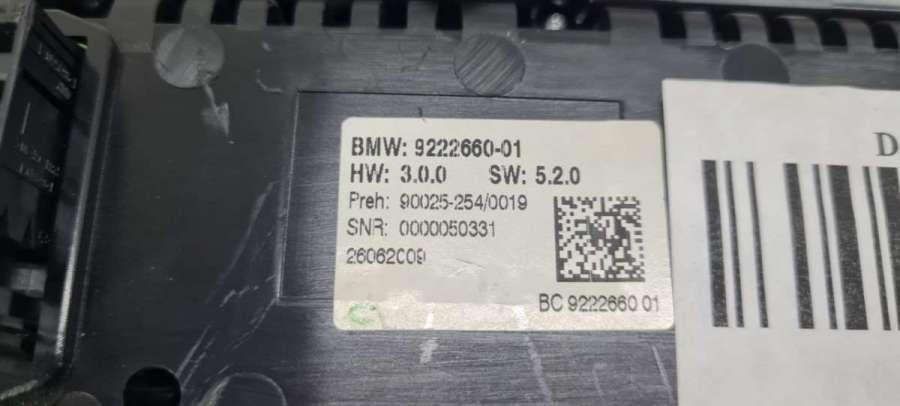 BMW: 9222660-01
HW: 3.0.0 SW: 5.2.0
Preh: 90025-254/0019
SNR: 0000050331
26062009
BC 9222660 01
D